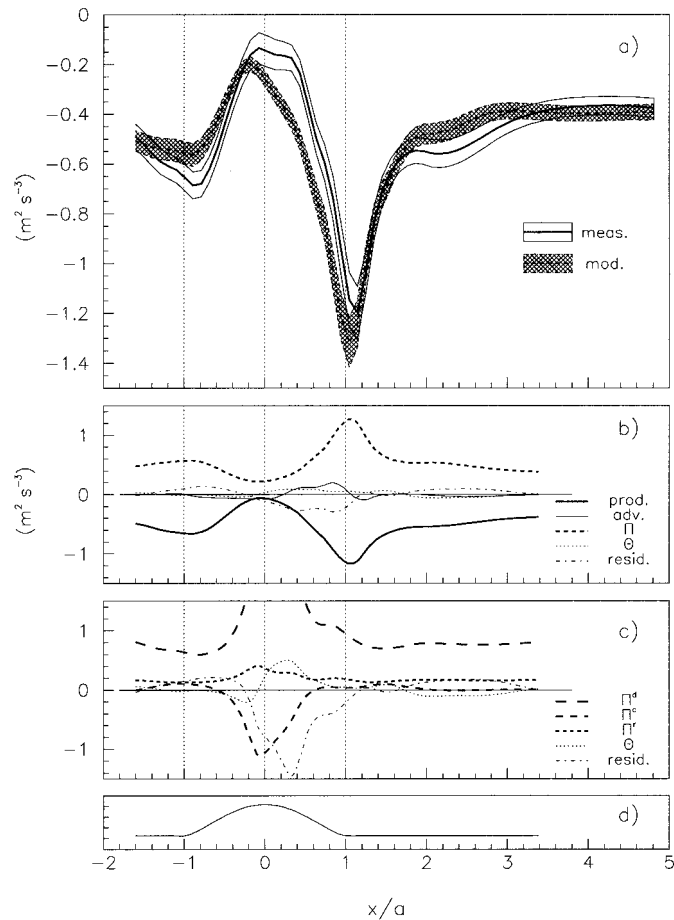 0
−0.2
−0.4
−0.6
−0.8
−1
−1.2
−1.4
(m² s⁻³)
a)
meas.
mod.
1
0
−1
(m² s⁻³)
b)
prod.
adv.
Π
Θ
resid.
1
0
−1
c)
Πᵈ
Πᶜ
Πʳ
Θ
resid.
d)
−2 −1 0 1 2 3 4 5
x/a